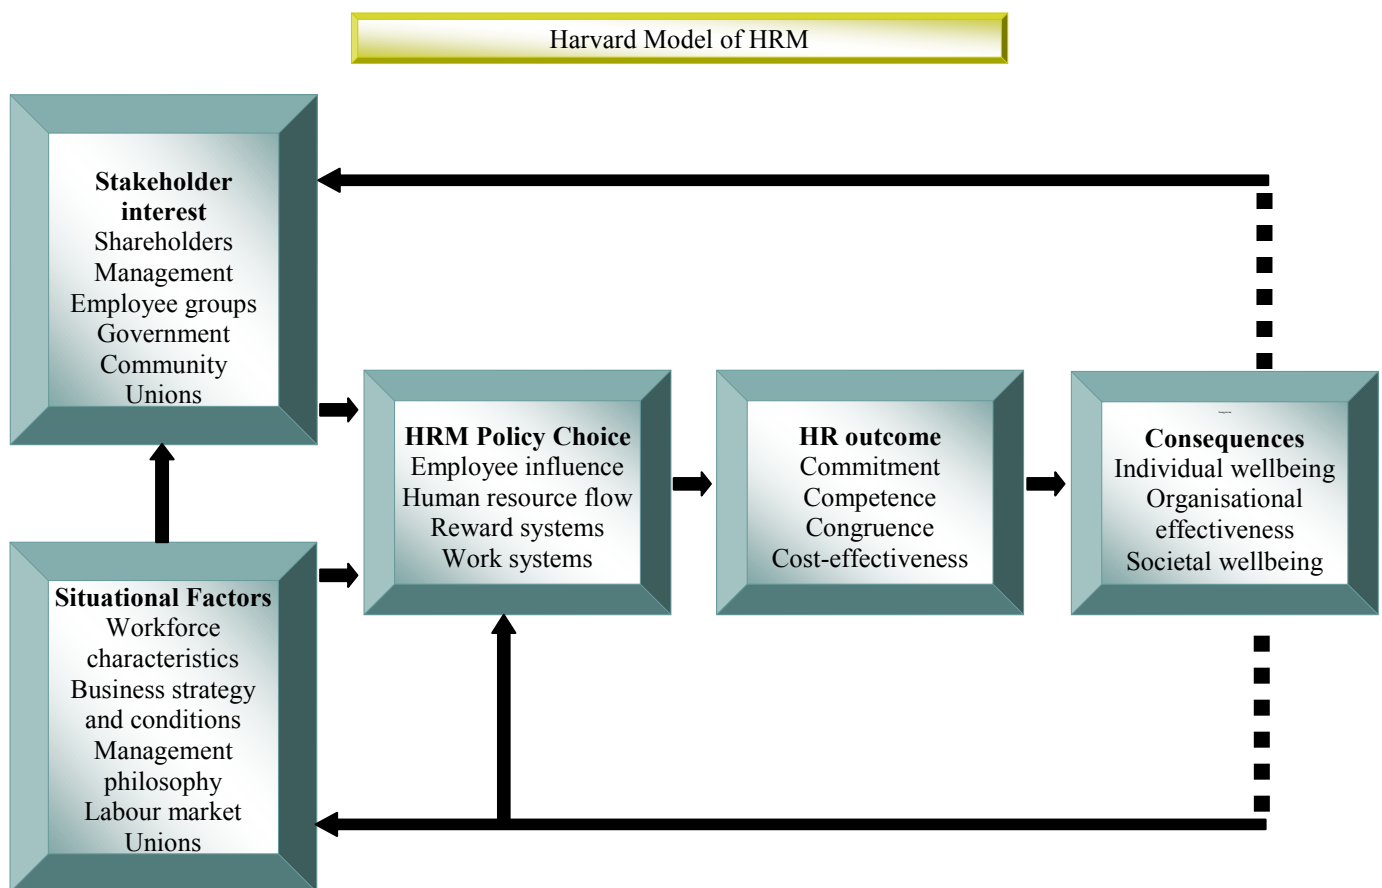 Harvard Model of HRM
Stakeholder
interest
Shareholders
Management
Employee groups
Government
Community
Unions
HRM Policy Choice
Employee influence
Human resource flow
Reward systems
Work systems
HR outcome
Commitment
Competence
Congruence
Cost-effectiveness
Consequences
Individual wellbeing
Organisational
effectiveness
Societal wellbeing
Situational Factors
Workforce
characteristics
Business strategy
and conditions
Management
philosophy
Labour market
Unions